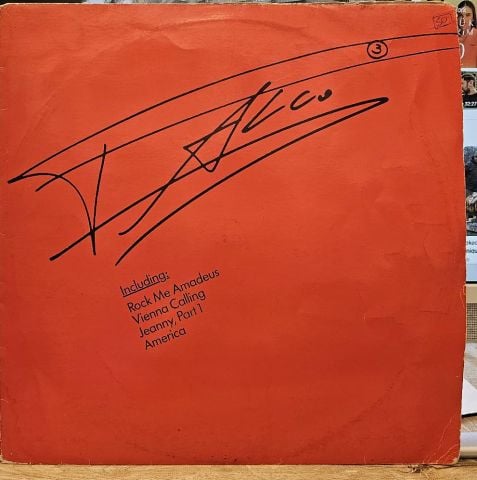 3
Falco
Including:
Rock Me Amadeus
Vienna Calling
Jeanny, Part 1
America